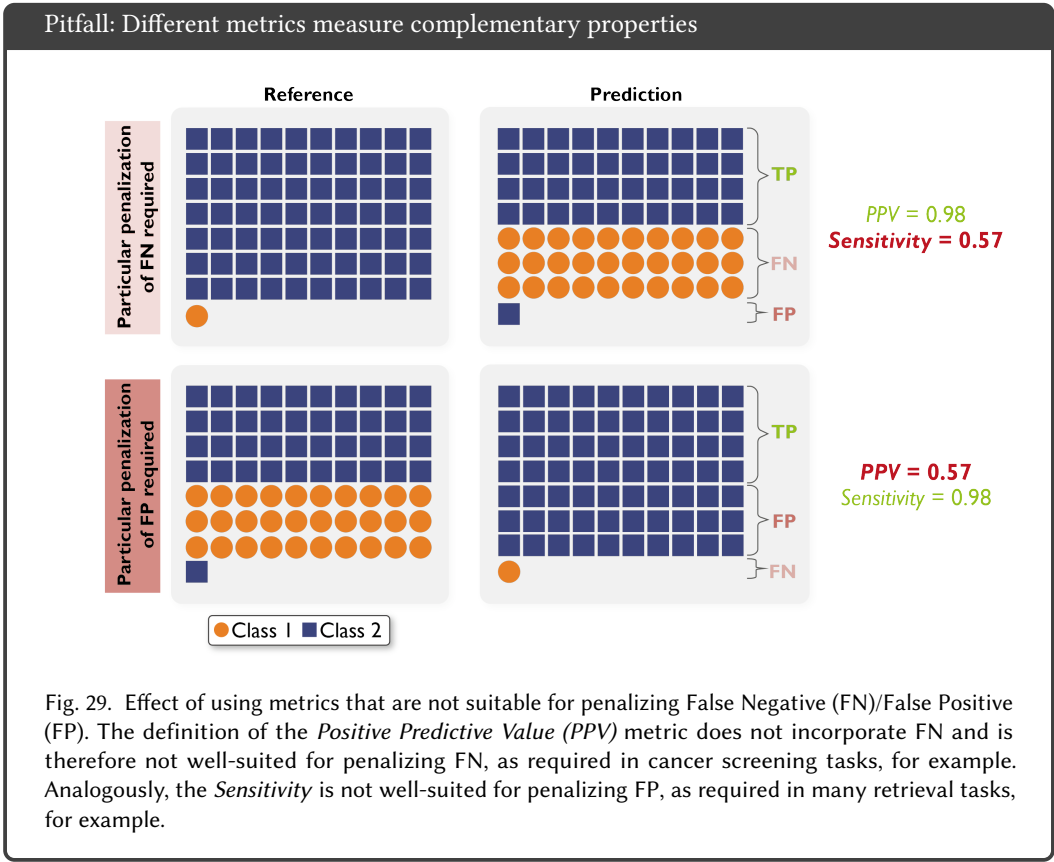 Pitfall: Different metrics measure complementary properties
Reference
Prediction
Particular penalization
of FN required
TP
FN
FP
PPV = 0.98
Sensitivity = 0.57
Particular penalization
of FP required
TP
FP
FN
PPV = 0.57
Sensitivity = 0.98
Class 1 Class 2
Fig. 29. Effect of using metrics that are not suitable for penalizing False Negative (FN)/False Positive
(FP). The definition of the Positive Predictive Value (PPV) metric does not incorporate FN and is
therefore not well-suited for penalizing FN, as required in cancer screening tasks, for example.
Analogously, the Sensitivity is not well-suited for penalizing FP, as required in many retrieval tasks,
for example.